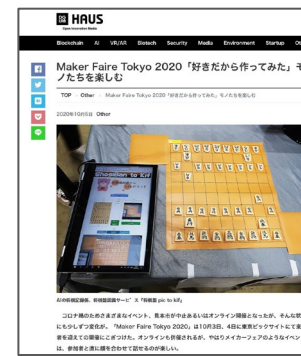 HAUS
Open Innovation Media
Blockchain AI VR/AR Biotech Security Media Environment Startup
Maker Faire Tokyo 2020「好きだから作ってみた」モ
ノたちを楽しむ
TOP Other Maker Faire Tokyo 2020「好きだから作ってみた」モノたちを楽しむ
2020年10月5日 Other
Shogiban to Kif
AIの将棋記録係、将棋盤認識サービス「将棋盤 pic to kif」
コロナ禍のためさまざまなイベント、見本市が中止あるいはオンライン開催となったが、そんな状
にも少しずつ変化が。「Maker Faire Tokyo 2020」は10月3日、4日に東京ビックサイトにて来
者を迎えての開催にこぎつけた。オンラインも併催されるが、やはりメイカーフェアのようなイベン
は、参加者と直に顔を合わせて話せるのが楽しい。